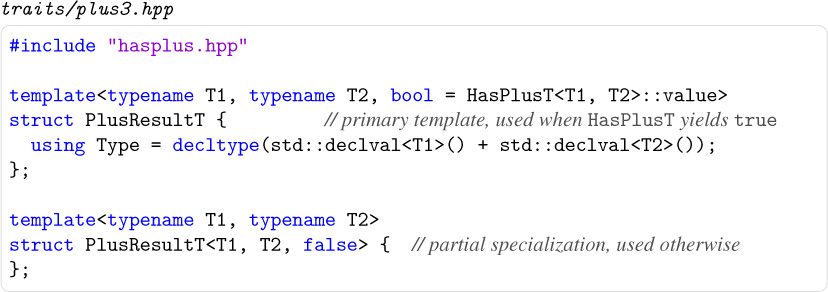 traits/plus3.hpp
#include "hasplus.hpp"
template<typename T1, typename T2, bool = HasPlusT<T1, T2>::value>
struct PlusResultT { // primary template, used when HasPlusT yields true
using Type = decltype(std::declval<T1>() + std::declval<T2>());
};
template<typename T1, typename T2>
struct PlusResultT<T1, T2, false> { // partial specialization, used otherwise
};